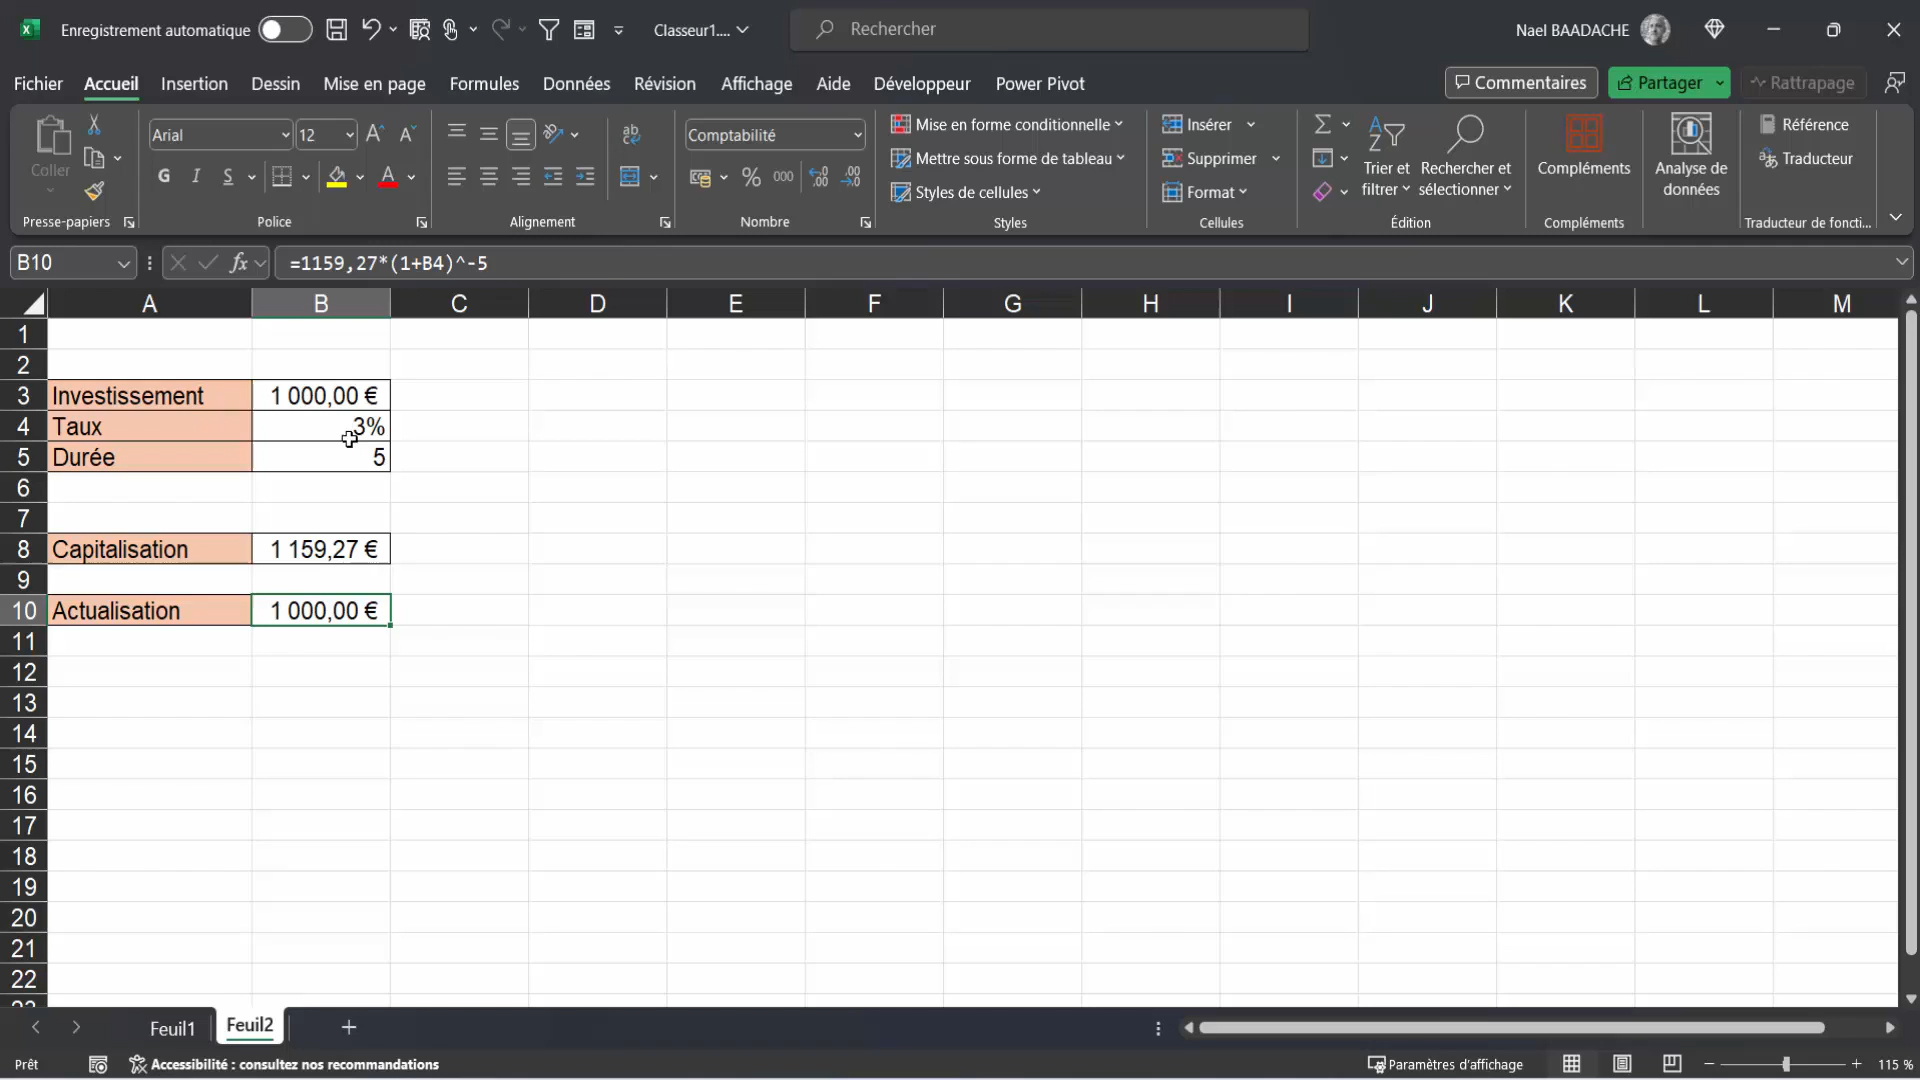 Enregistrement automatique Classeur1.... Rechercher Nael BAADACHE
Fichier Accueil Insertion Dessin Mise en page Formules Données Révision Affichage Aide Développeur Power Pivot Commentaires Partager Rattrapage
Coller
Presse-papiers
Arial 12
G I S
Police
Alignement
Comptabilité
% 000
Nombre
Mise en forme conditionnelle
Mettre sous forme de tableau
Styles de cellules
Styles
Insérer
Supprimer
Format
Cellules
Trier et
filtrer
Rechercher et
sélectionner
Édition
Compléments
Compléments
Analyse de
données
Référence
Traducteur
Traducteur de foncti...
B10 fx =1159,27*(1+B4)^-5
A B C D E F G H I J K L M
1
2
3 Investissement 1 000,00 €
4 Taux 3%
5 Durée 5
6
7
8 Capitalisation 1 159,27 €
9
10 Actualisation 1 000,00 €
11
12
13
14
15
16
17
18
19
20
21
22
23
Feuil1 Feuil2
Prêt Accessibilité : consultez nos recommandations Paramètres d'affichage 115 %